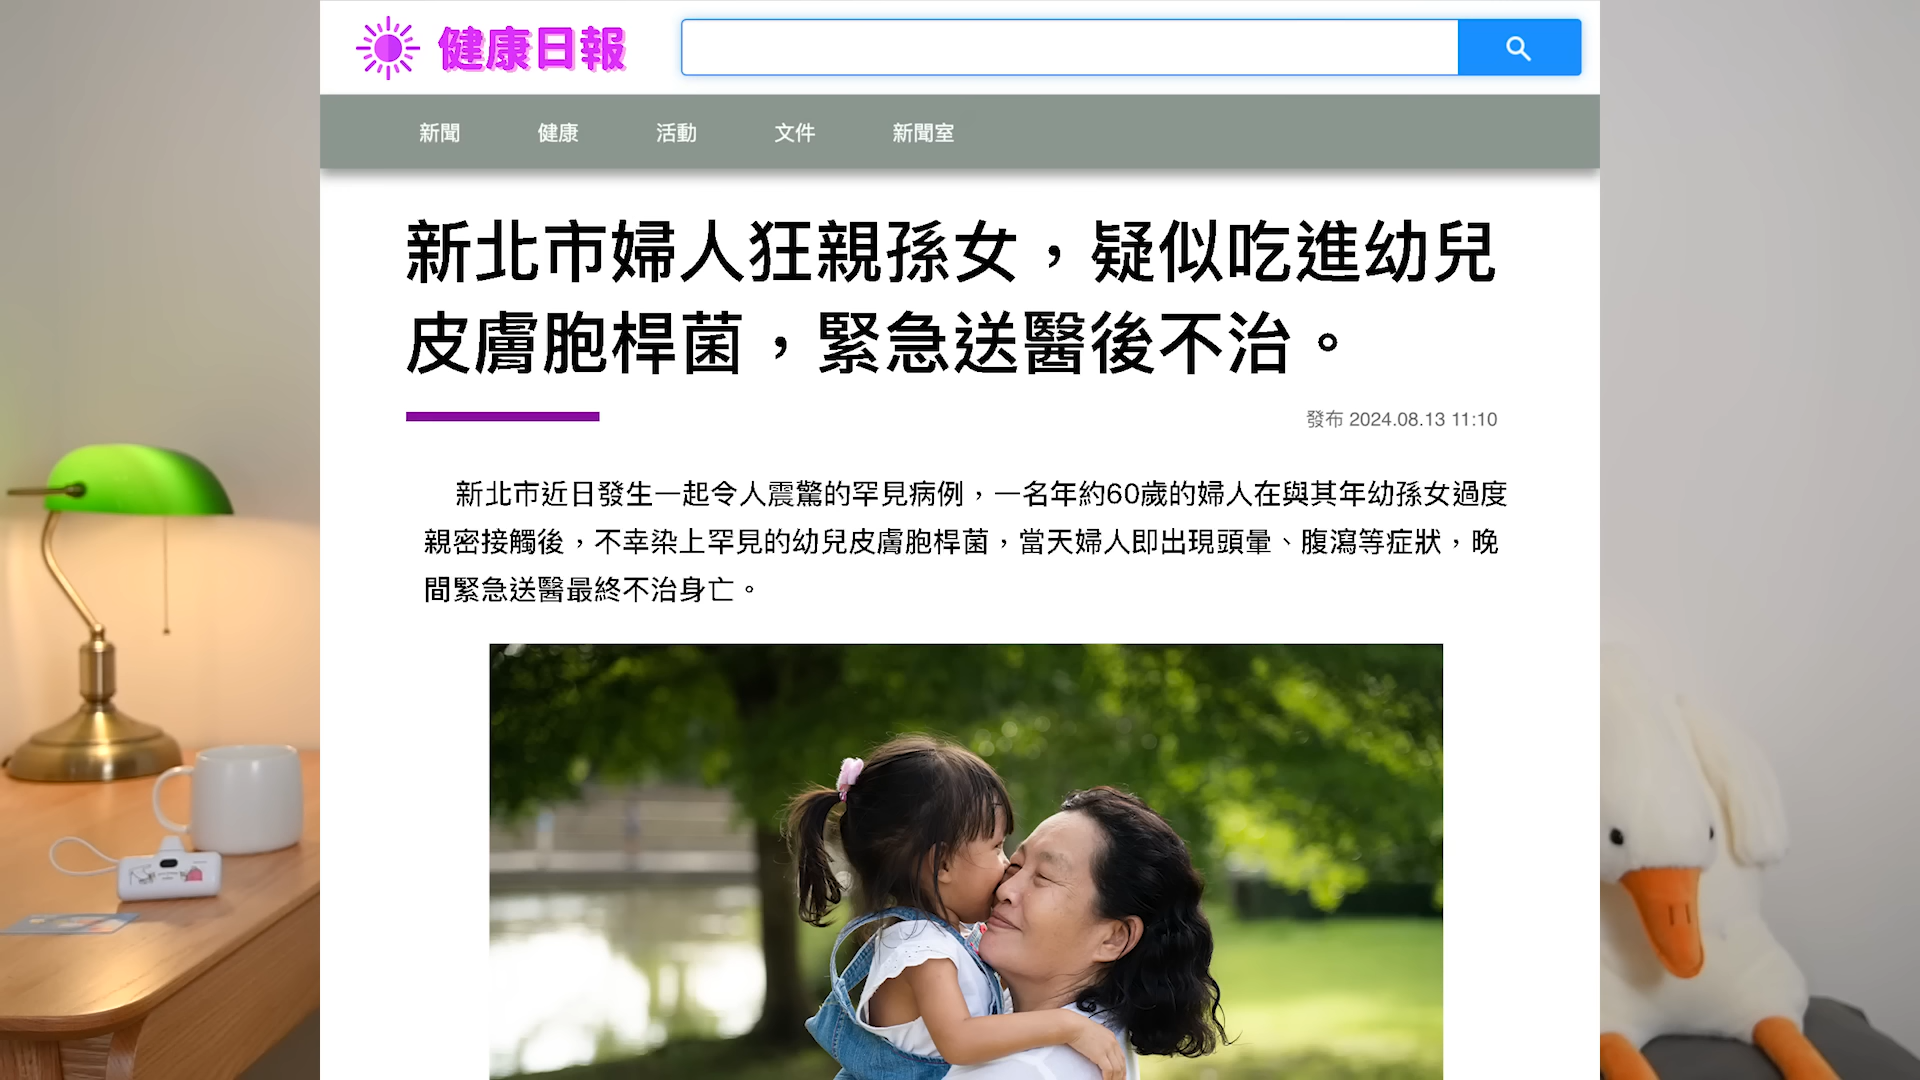 健康日報
新聞 健康 活動 文件 新聞室
新北市婦人狂親孫女，疑似吃進幼兒
皮膚胞桿菌，緊急送醫後不治。
發布 2024.08.13 11:10
新北市近日發生一起令人震驚的罕見病例，一名年約60歲的婦人在與其年幼孫女過度
親密接觸後，不幸染上罕見的幼兒皮膚胞桿菌，當天婦人即出現頭暈、腹瀉等症狀，晚
間緊急送醫最終不治身亡。